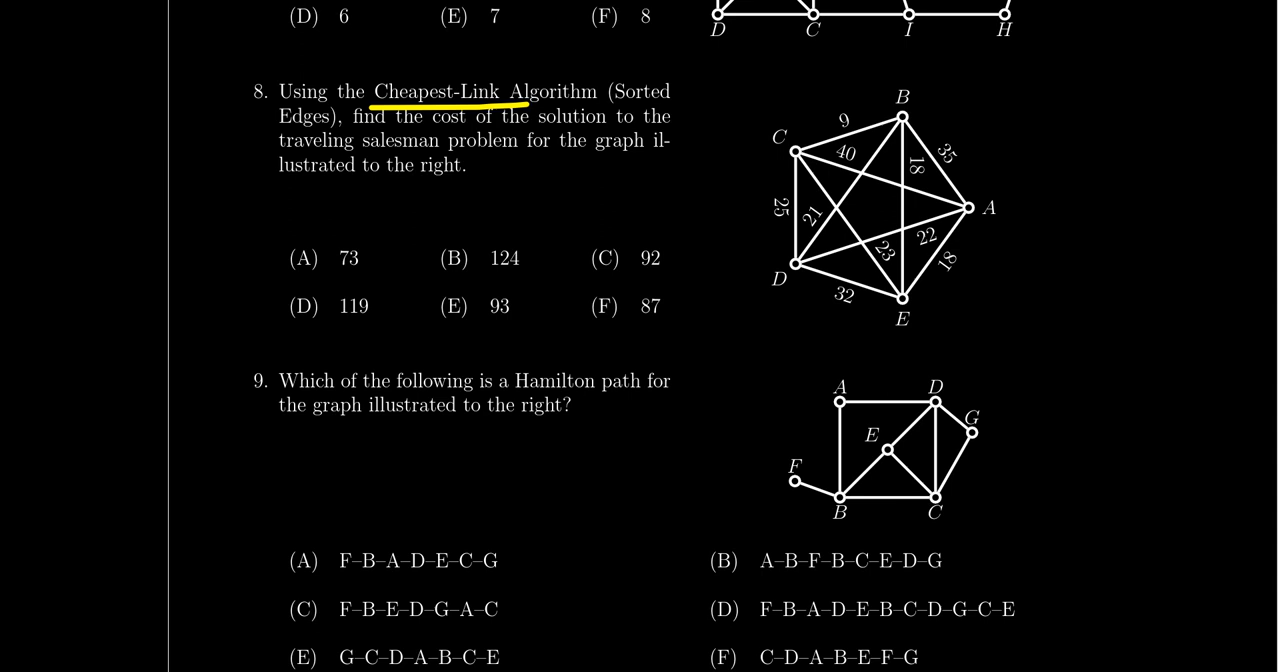 (D) 6 (E) 7 (F) 8
D C I H
8. Using the Cheapest-Link Algorithm (Sorted
Edges), find the cost of the solution to the
traveling salesman problem for the graph il-
lustrated to the right.
B
9
C
40
35
18
A
25
21
22
23
18
D
32
E
(A) 73 (B) 124 (C) 92
(D) 119 (E) 93 (F) 87
9. Which of the following is a Hamilton path for
the graph illustrated to the right?
A D
G
E
F
B C
(A) F–B–A–D–E–C–G (B) A–B–F–B–C–E–D–G
(C) F–B–E–D–G–A–C (D) F–B–A–D–E–B–C–D–G–C–E
(E) G–C–D–A–B–C–E (F) C–D–A–B–E–F–G